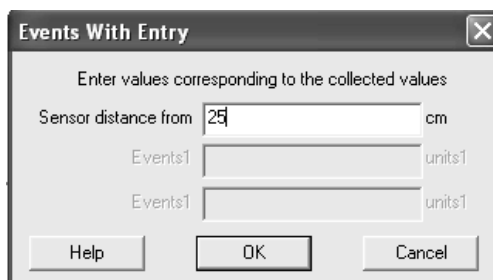 Events With Entry
Enter values corresponding to the collected values
Sensor distance from 25 cm
Events1 units1
Events1 units1
Help OK Cancel